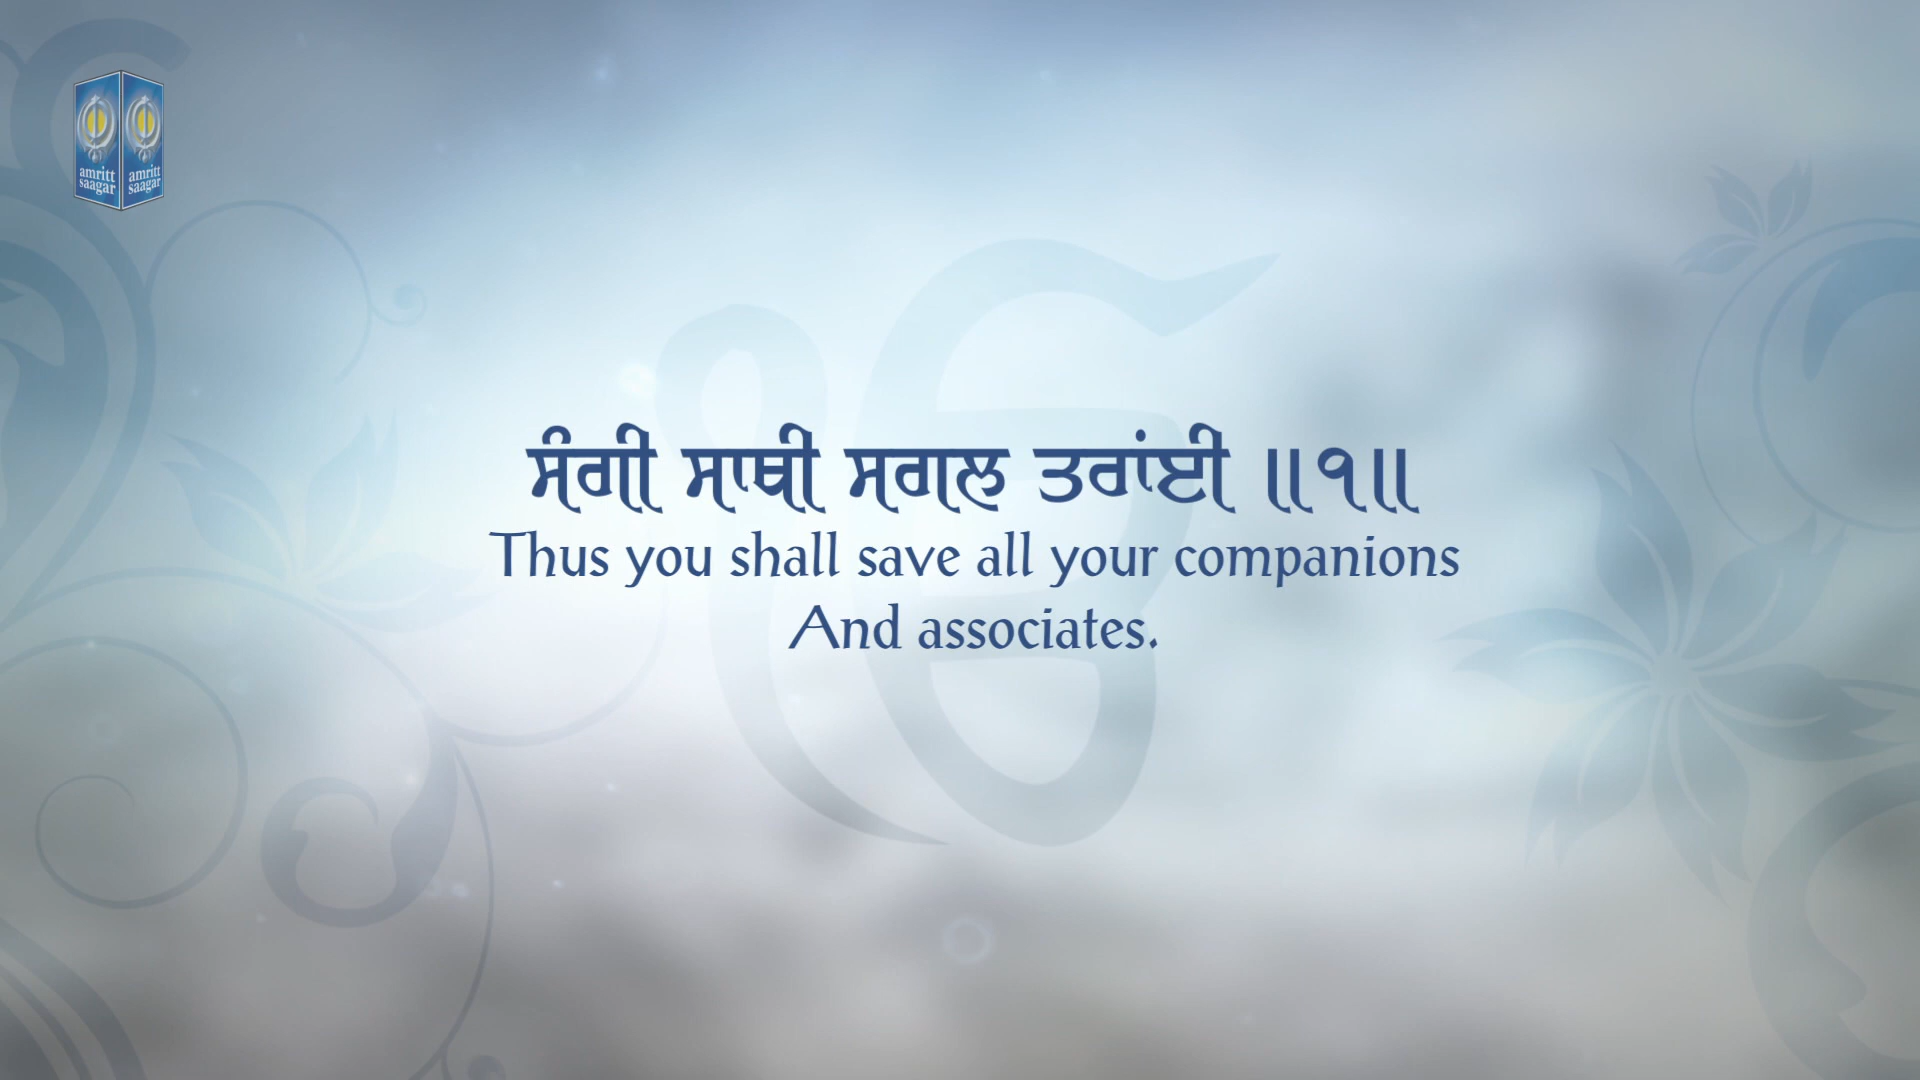 amritt amritt
saagar saagar
ਸੰਗੀ ਸਾਥੀ ਸਗਲ ਤਰਾਂਈ ॥੧॥
Thus you shall save all your companions
And associates.